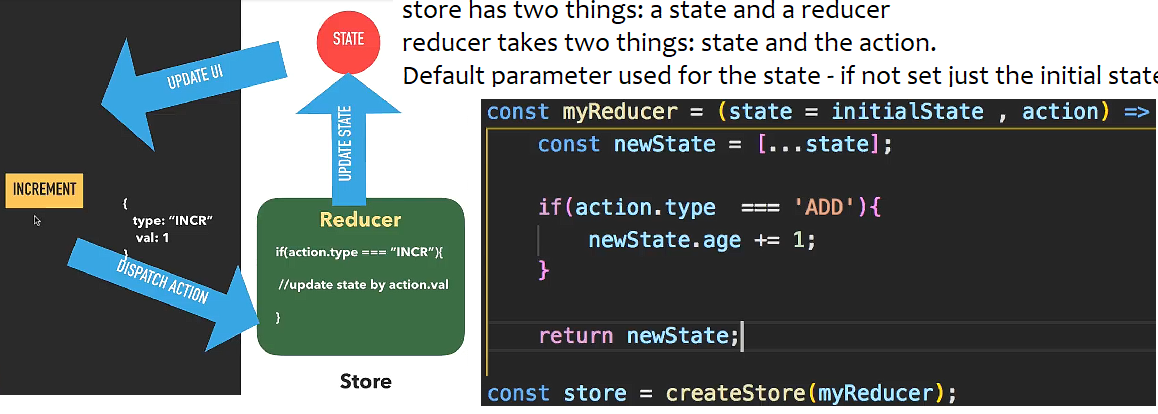 store has two things: a state and a reducer
reducer takes two things: state and the action.
Default parameter used for the state - if not set just the initial state
STATE
UPDATE UI
UPDATE STATE
INCREMENT
{
type: “INCR”
val: 1
}
DISPATCH ACTION
Reducer
if(action.type === “INCR”){
//update state by action.val
}
Store
const myReducer = (state = initialState , action) =>
const newState = [...state];
if(action.type === 'ADD'){
newState.age += 1;
}
return newState;
const store = createStore(myReducer);